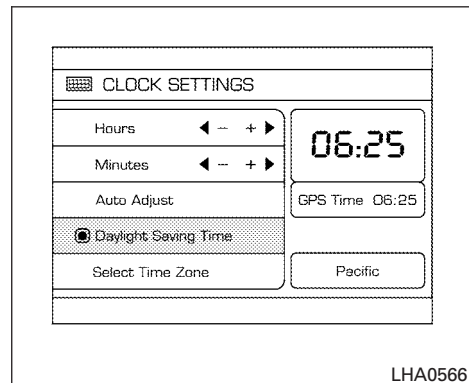 CLOCK SETTINGS
Hours ◀ – + ▶
Minutes ◀ – + ▶
Auto Adjust
Daylight Saving Time
Select Time Zone
06:25
GPS Time 06:25
Pacific
LHA0566